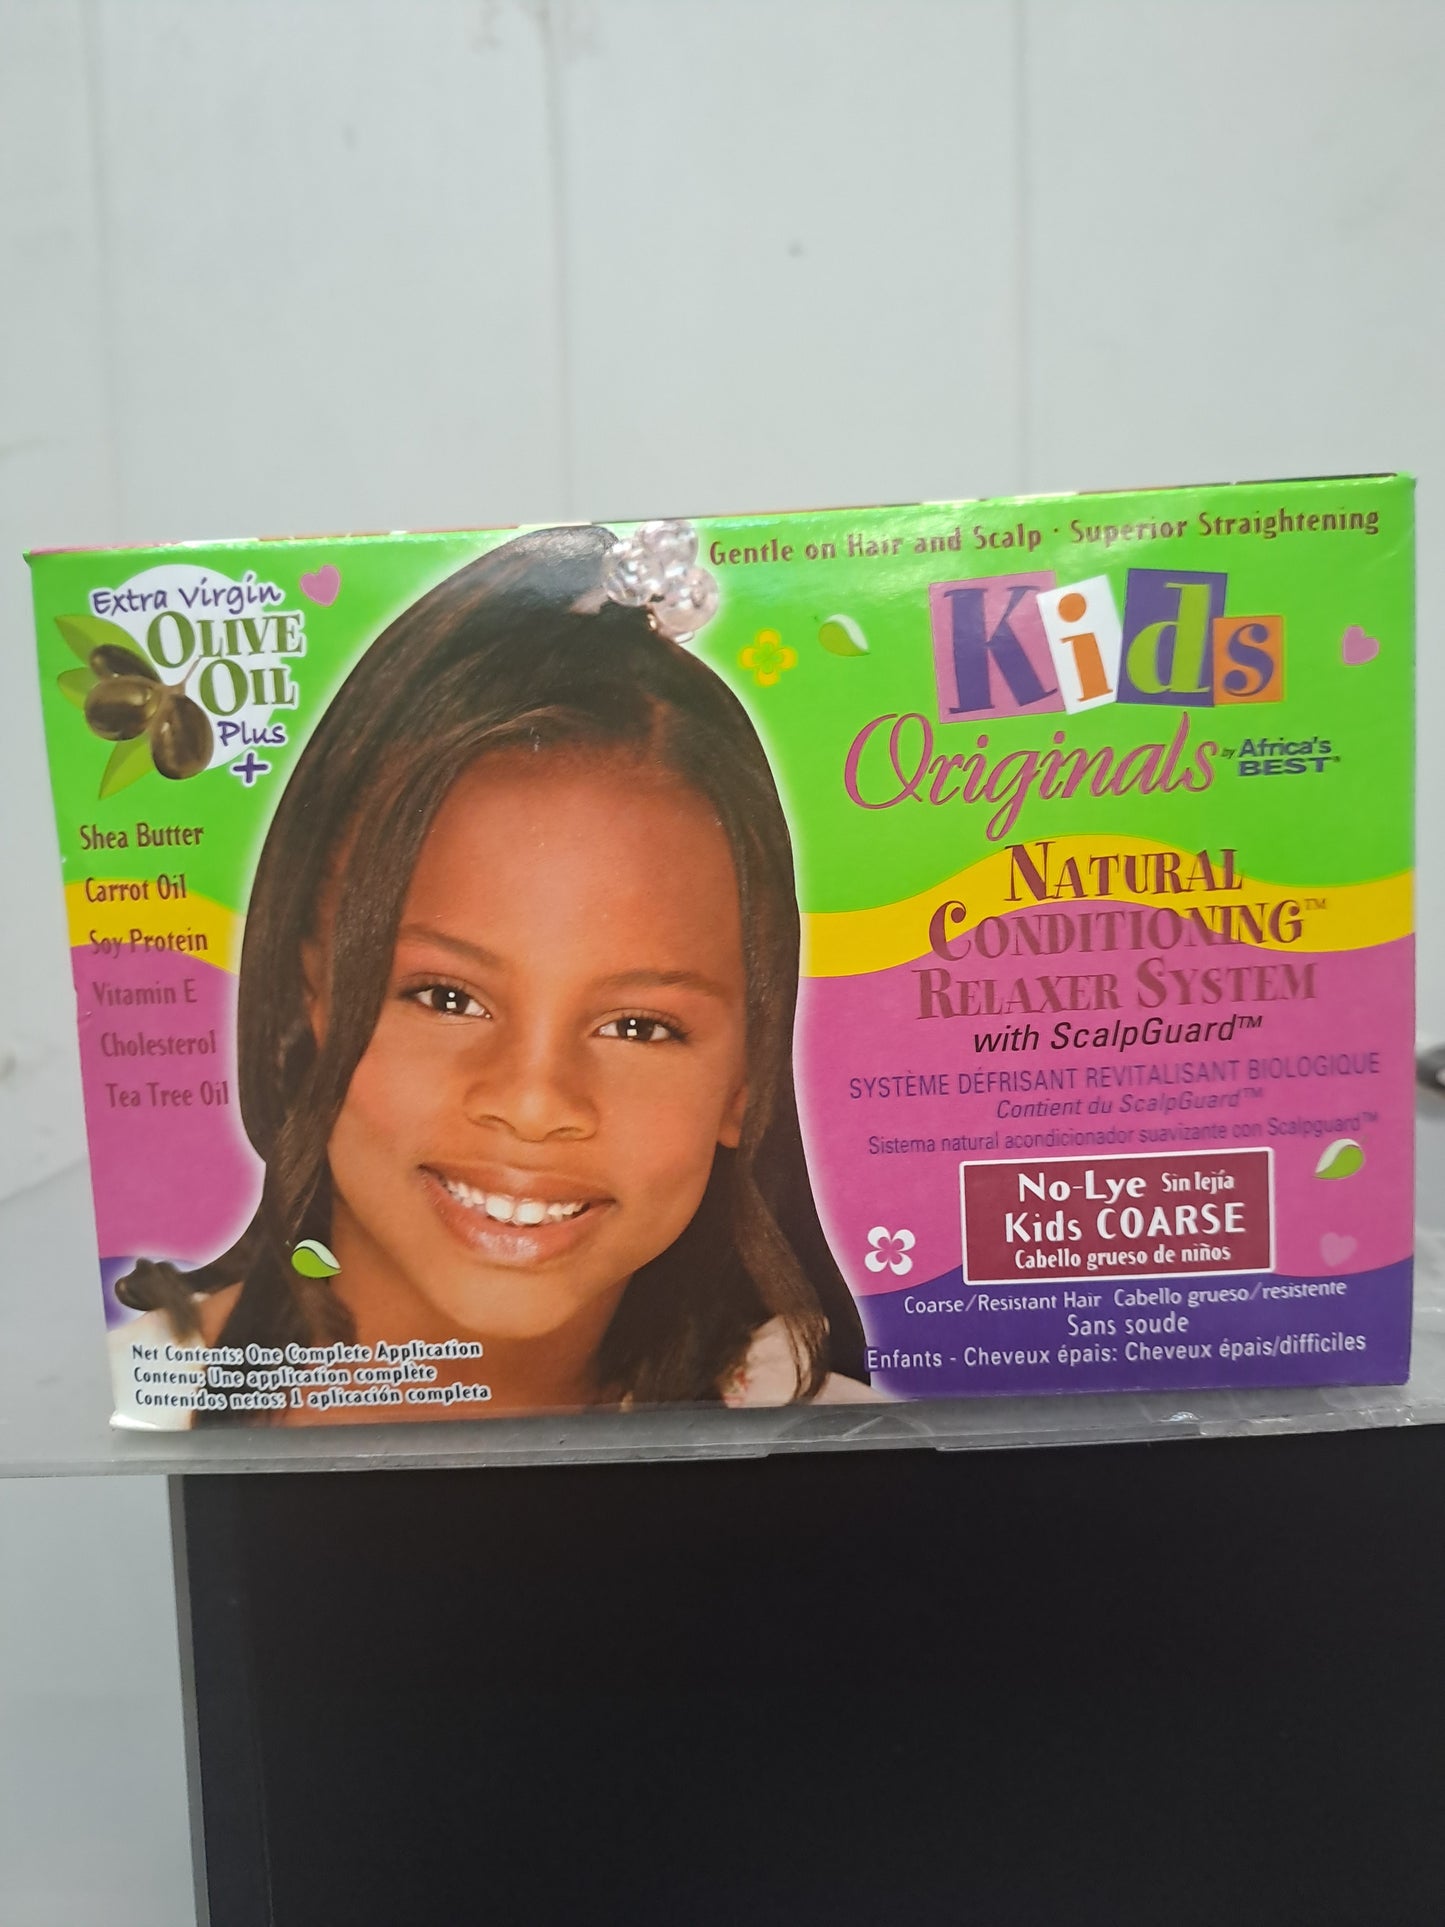 Gentle on Hair and Scalp · Superior Straightening
Extra Virgin
OLIVE
OIL
Plus
+
Shea Butter
Carrot Oil
Soy Protein
Vitamin E
Cholesterol
Tea Tree Oil
Kids
Originals by Africa's
BEST®
NATURAL
CONDITIONING™
RELAXER SYSTEM
with ScalpGuard™
SYSTÈME DÉFRISANT REVITALISANT BIOLOGIQUE
Contient du ScalpGuard™
Sistema natural acondicionador suavizante con Scalpguard™
No-Lye Sin lejía
Kids COARSE
Cabello grueso de niños
Coarse/Resistant Hair Cabello grueso/resistente
Sans soude
Enfants - Cheveux épais: Cheveux épais/difficiles
Net Contents: One Complete Application
Contenu: Une application complète
Contenidos netos: 1 aplicación completa